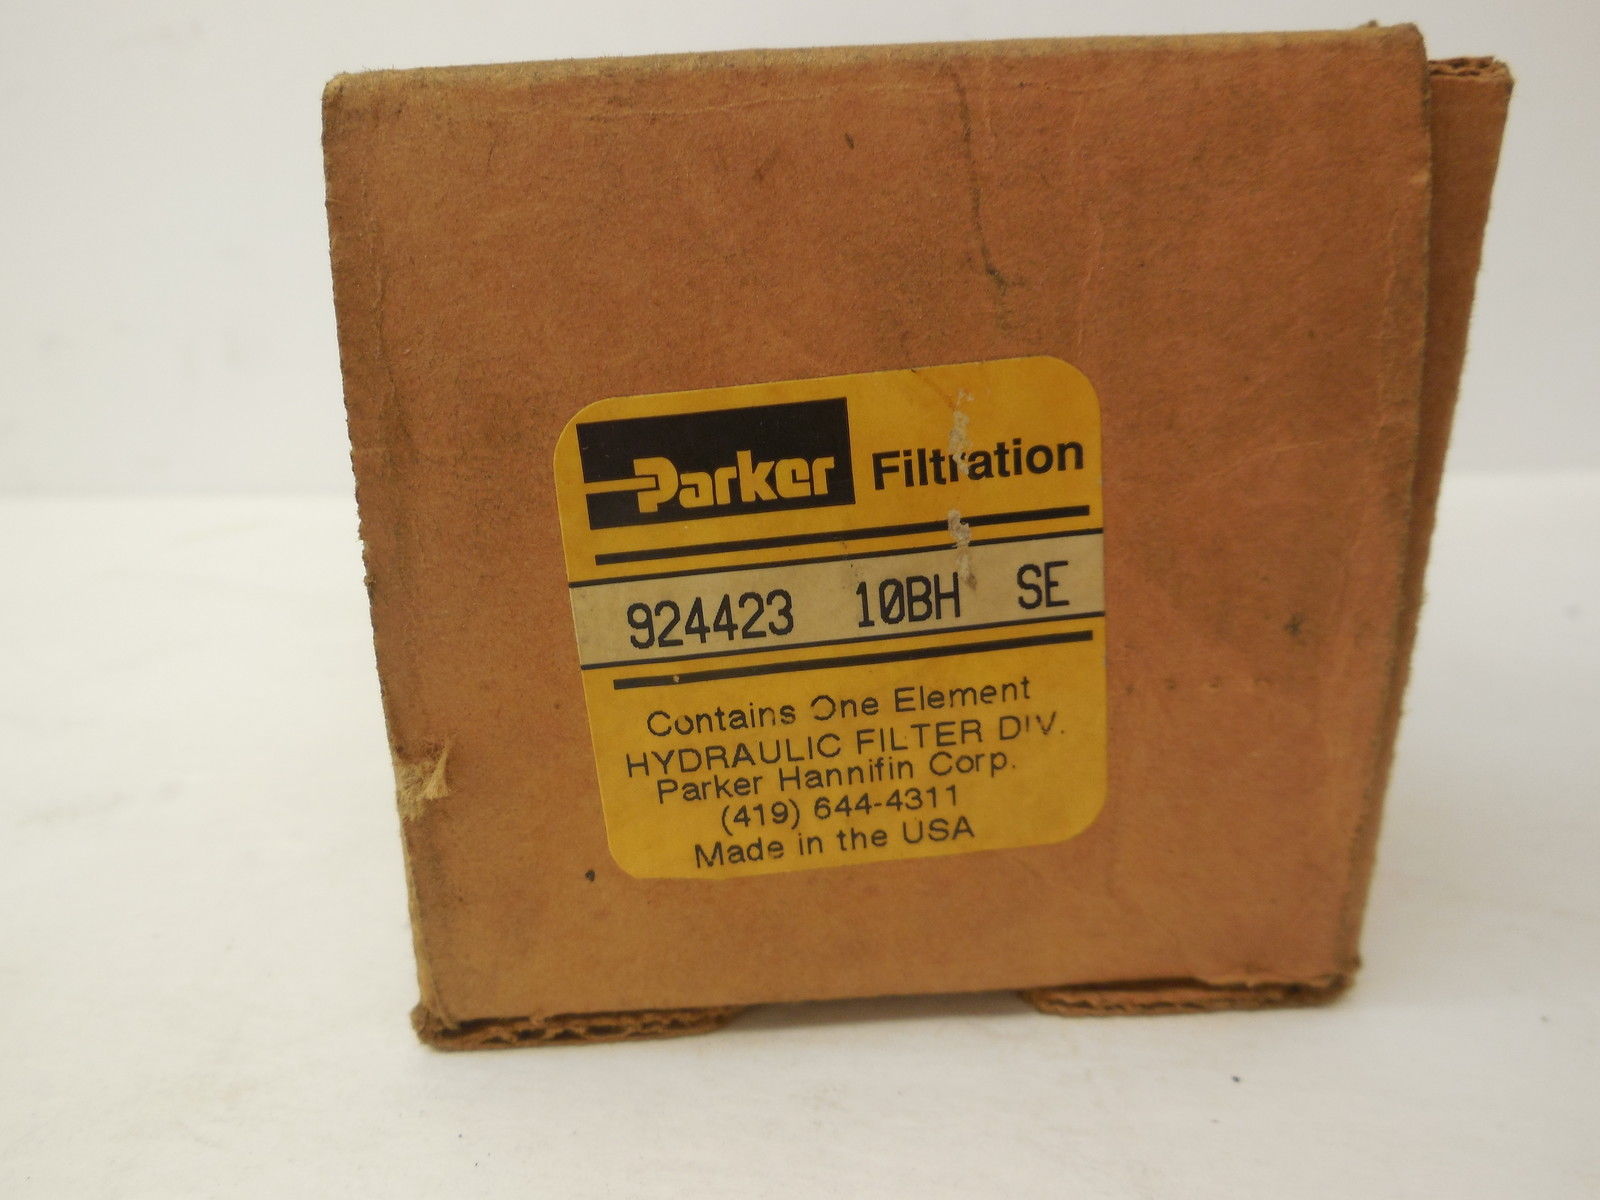 Parker Filtration
924423 10BH SE
Contains One Element
HYDRAULIC FILTER DIV.
Parker Hannifin Corp.
(419) 644-4311
Made in the USA